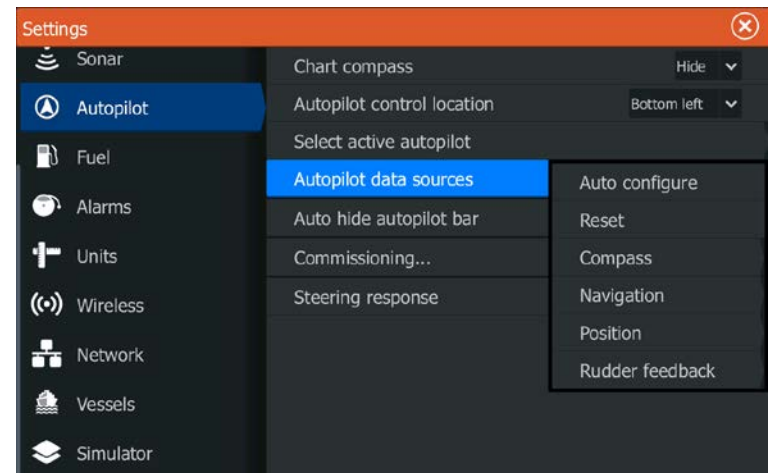 Settings
Sonar
Autopilot
Fuel
Alarms
Units
Wireless
Network
Vessels
Simulator
Chart compass Hide
Autopilot control location Bottom left
Select active autopilot
Autopilot data sources
Auto hide autopilot bar
Commissioning...
Steering response
Auto configure
Reset
Compass
Navigation
Position
Rudder feedback